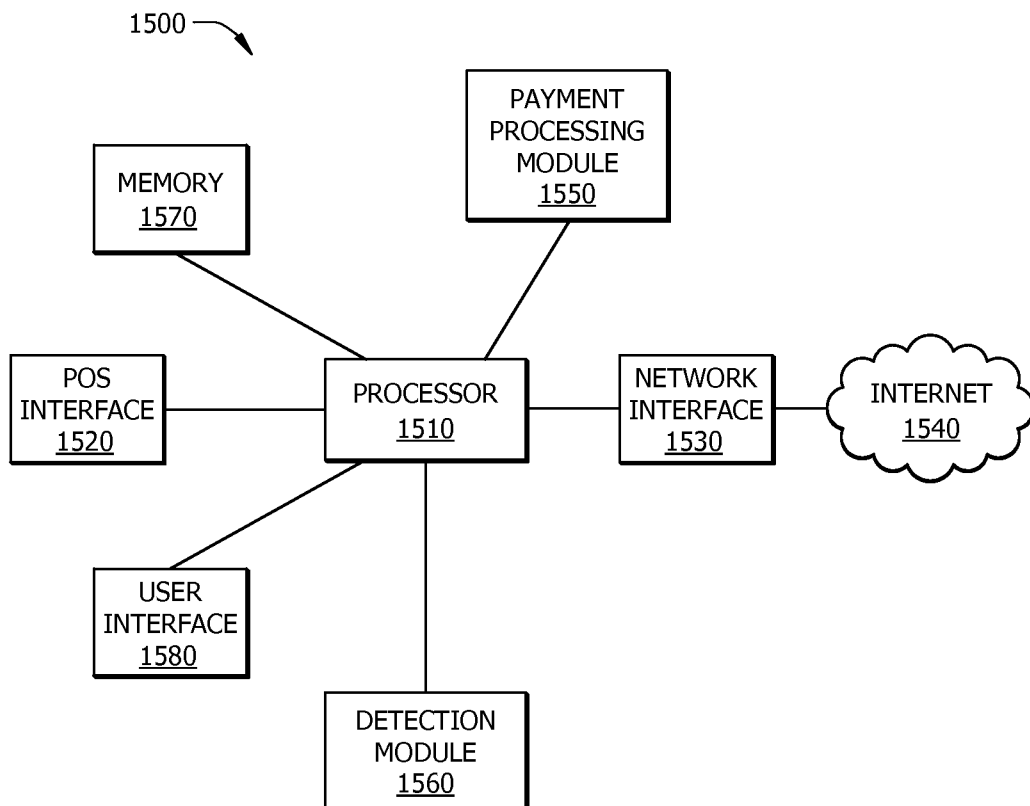 1500
PAYMENT
PROCESSING
MODULE
1550
MEMORY
1570
POS
INTERFACE
1520
PROCESSOR
1510
NETWORK
INTERFACE
1530
INTERNET
1540
USER
INTERFACE
1580
DETECTION
MODULE
1560